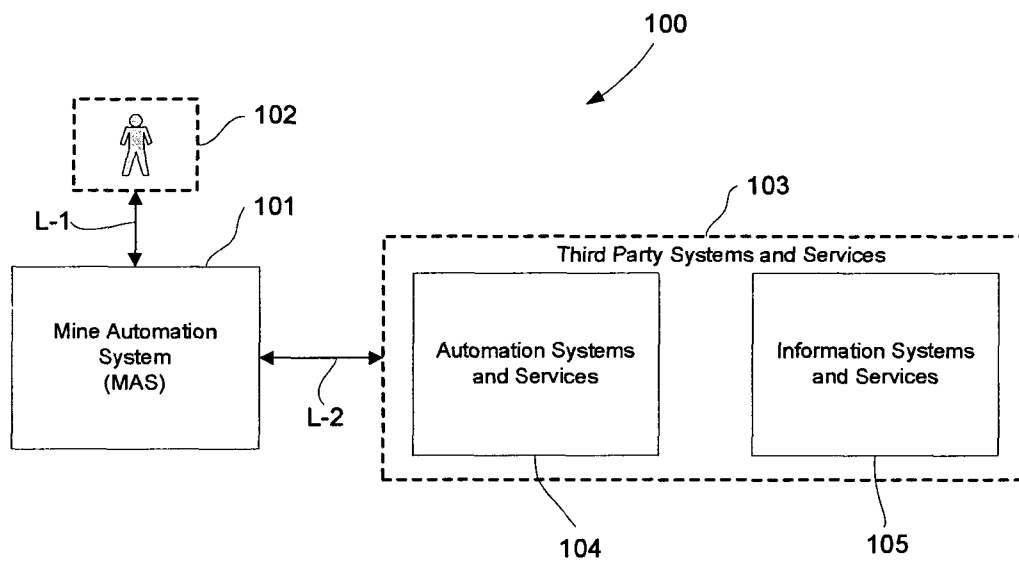 100
102
L-1
101
103
Third Party Systems and Services
Mine Automation
System
(MAS)
L-2
Automation Systems
and Services
Information Systems
and Services
104
105